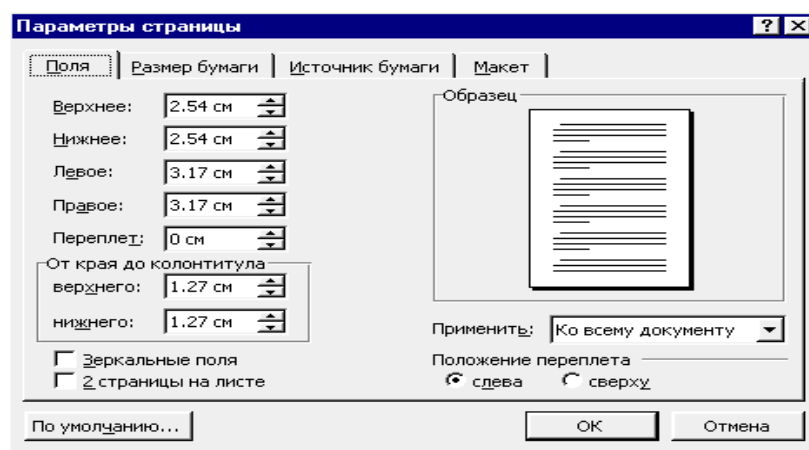 Параметры страницы
Поля Размер бумаги Источник бумаги Макет
Верхнее: 2.54 см
Нижнее: 2.54 см
Левое: 3.17 см
Правое: 3.17 см
Переплет: 0 см
От края до колонтитула
верхнего: 1.27 см
нижнего: 1.27 см
Зеркальные поля
2 страницы на листе
Образец
Применить: Ко всему документу
Положение переплета
слева сверху
По умолчанию... ОК Отмена